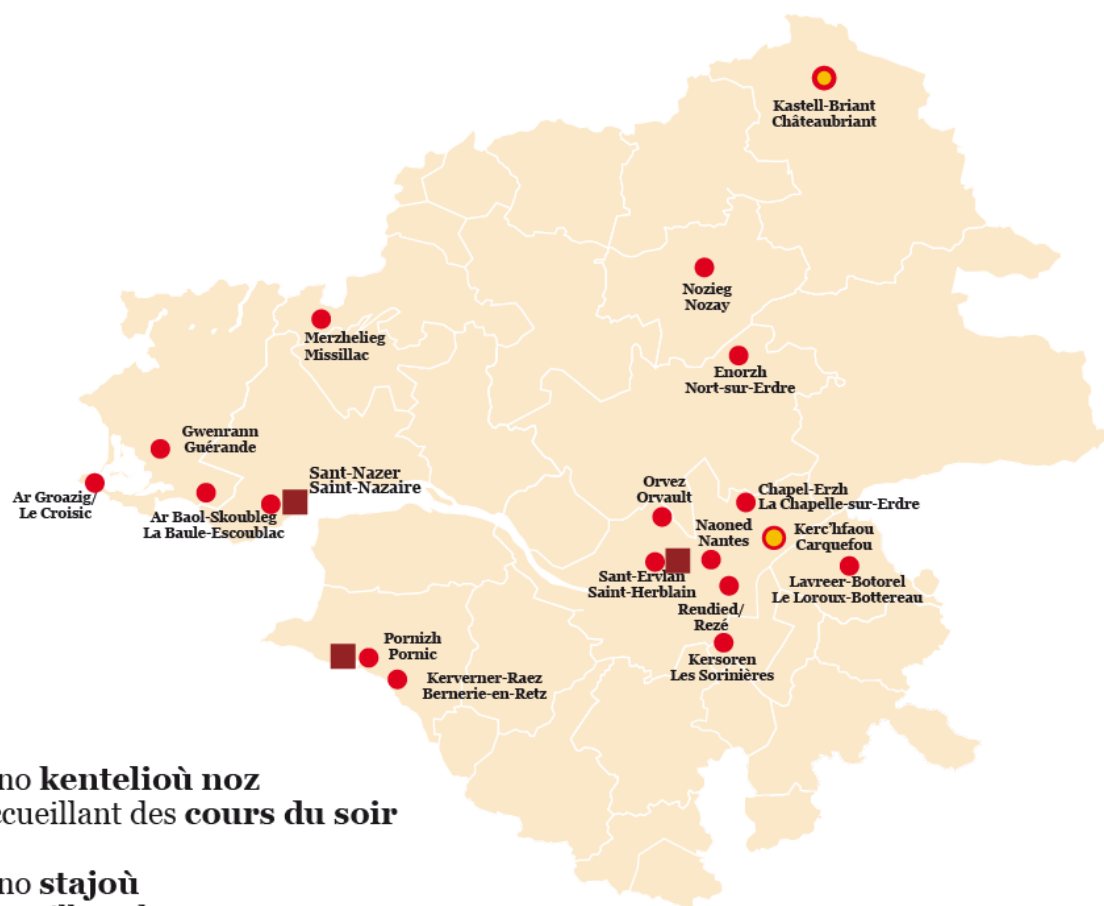 Kastell-Briant
Châteaubriant
Nozieg
Nozay
Merzhelieg
Missillac
Enorzh
Nort-sur-Erdre
Gwenrann
Guérande
Sant-Nazer
Saint-Nazaire
Ar Groazig/
Le Croisic
Ar Baol-Skoubleg
La Baule-Escoublac
Orvez
Orvault
Chapel-Erzh
La Chapelle-sur-Erdre
Naoned
Nantes
Kerc'hfaou
Carquefou
Sant-Ervlan
Saint-Herblain
Lavreer-Botorel
Le Loroux-Bottereau
Reudied/
Rezé
Kersoren
Les Sorinières
Pornizh
Pornic
Kerverner-Raez
Bernerie-en-Retz
no kentelioù noz
ccueillant des cours du soir
no stajoù